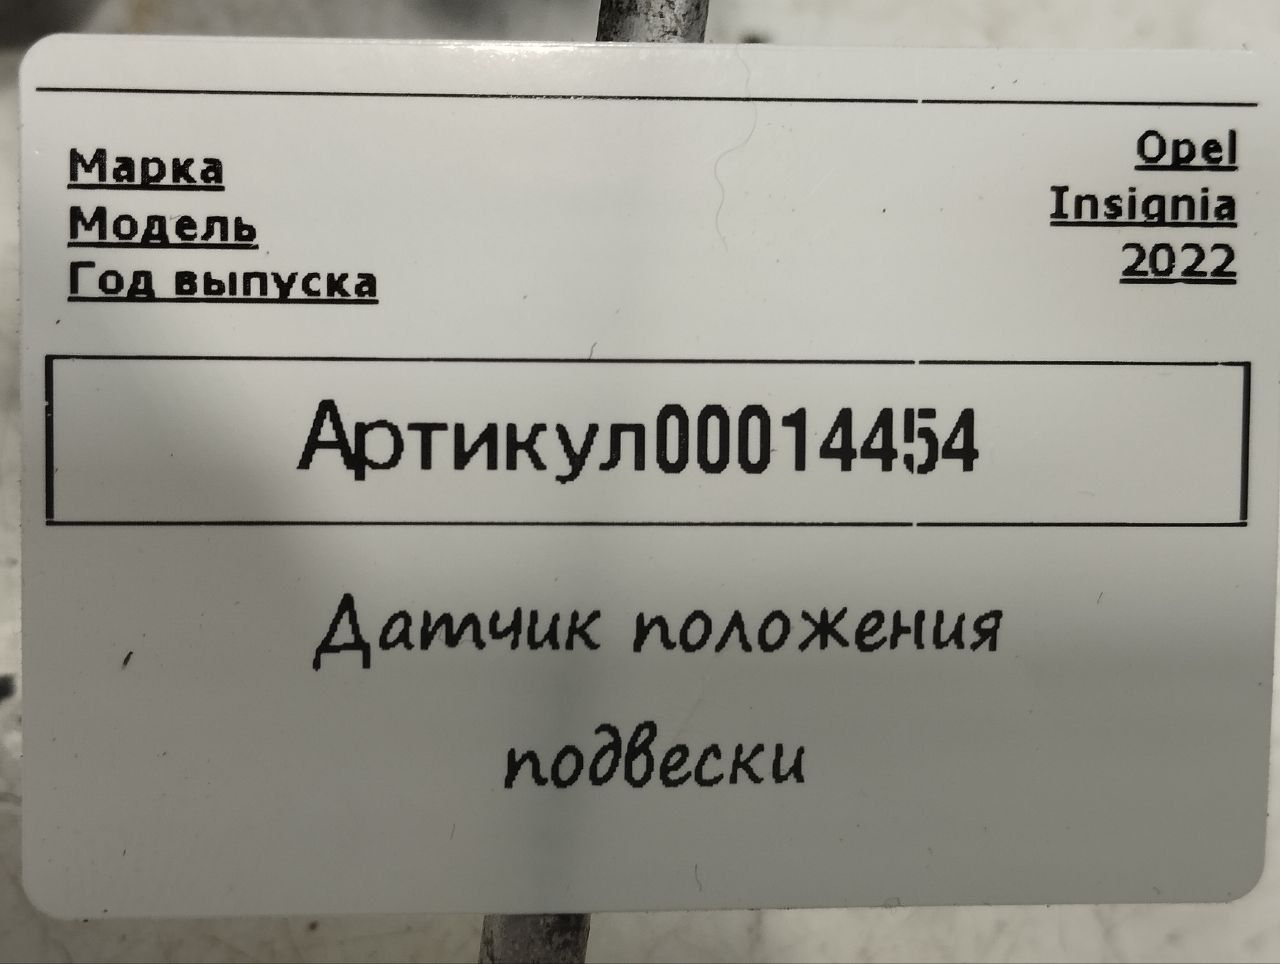 Марка Opel
Модель Insignia
Год выпуска 2022
Артикул00014454
Датчик положения
подвески